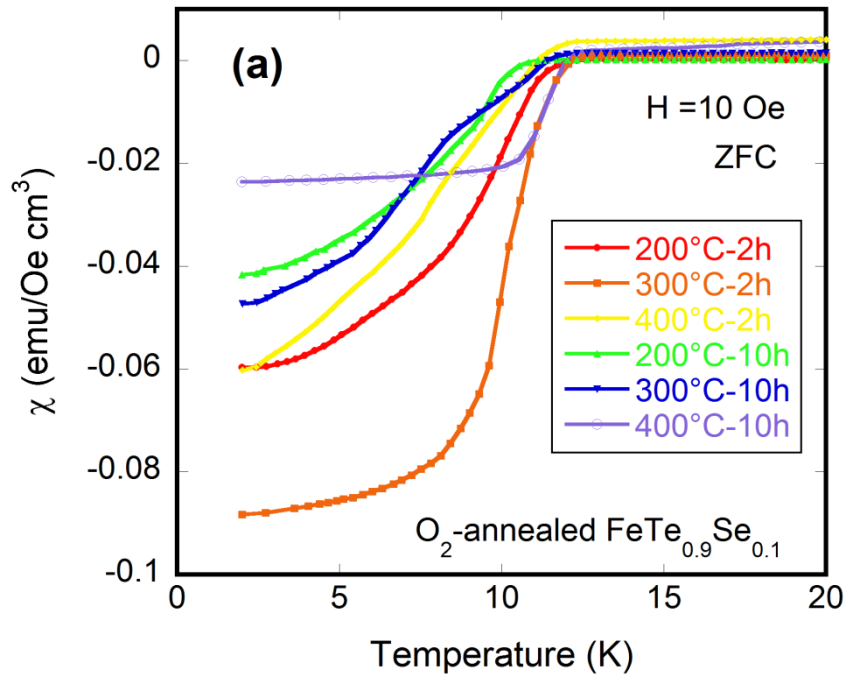 (a)
H =10 Oe
ZFC
200°C-2h
300°C-2h
400°C-2h
200°C-10h
300°C-10h
400°C-10h
O₂-annealed FeTe₀.₉Se₀.₁
0
-0.02
-0.04
-0.06
-0.08
-0.1
χ (emu/Oe cm³)
0 5 10 15 20
Temperature (K)